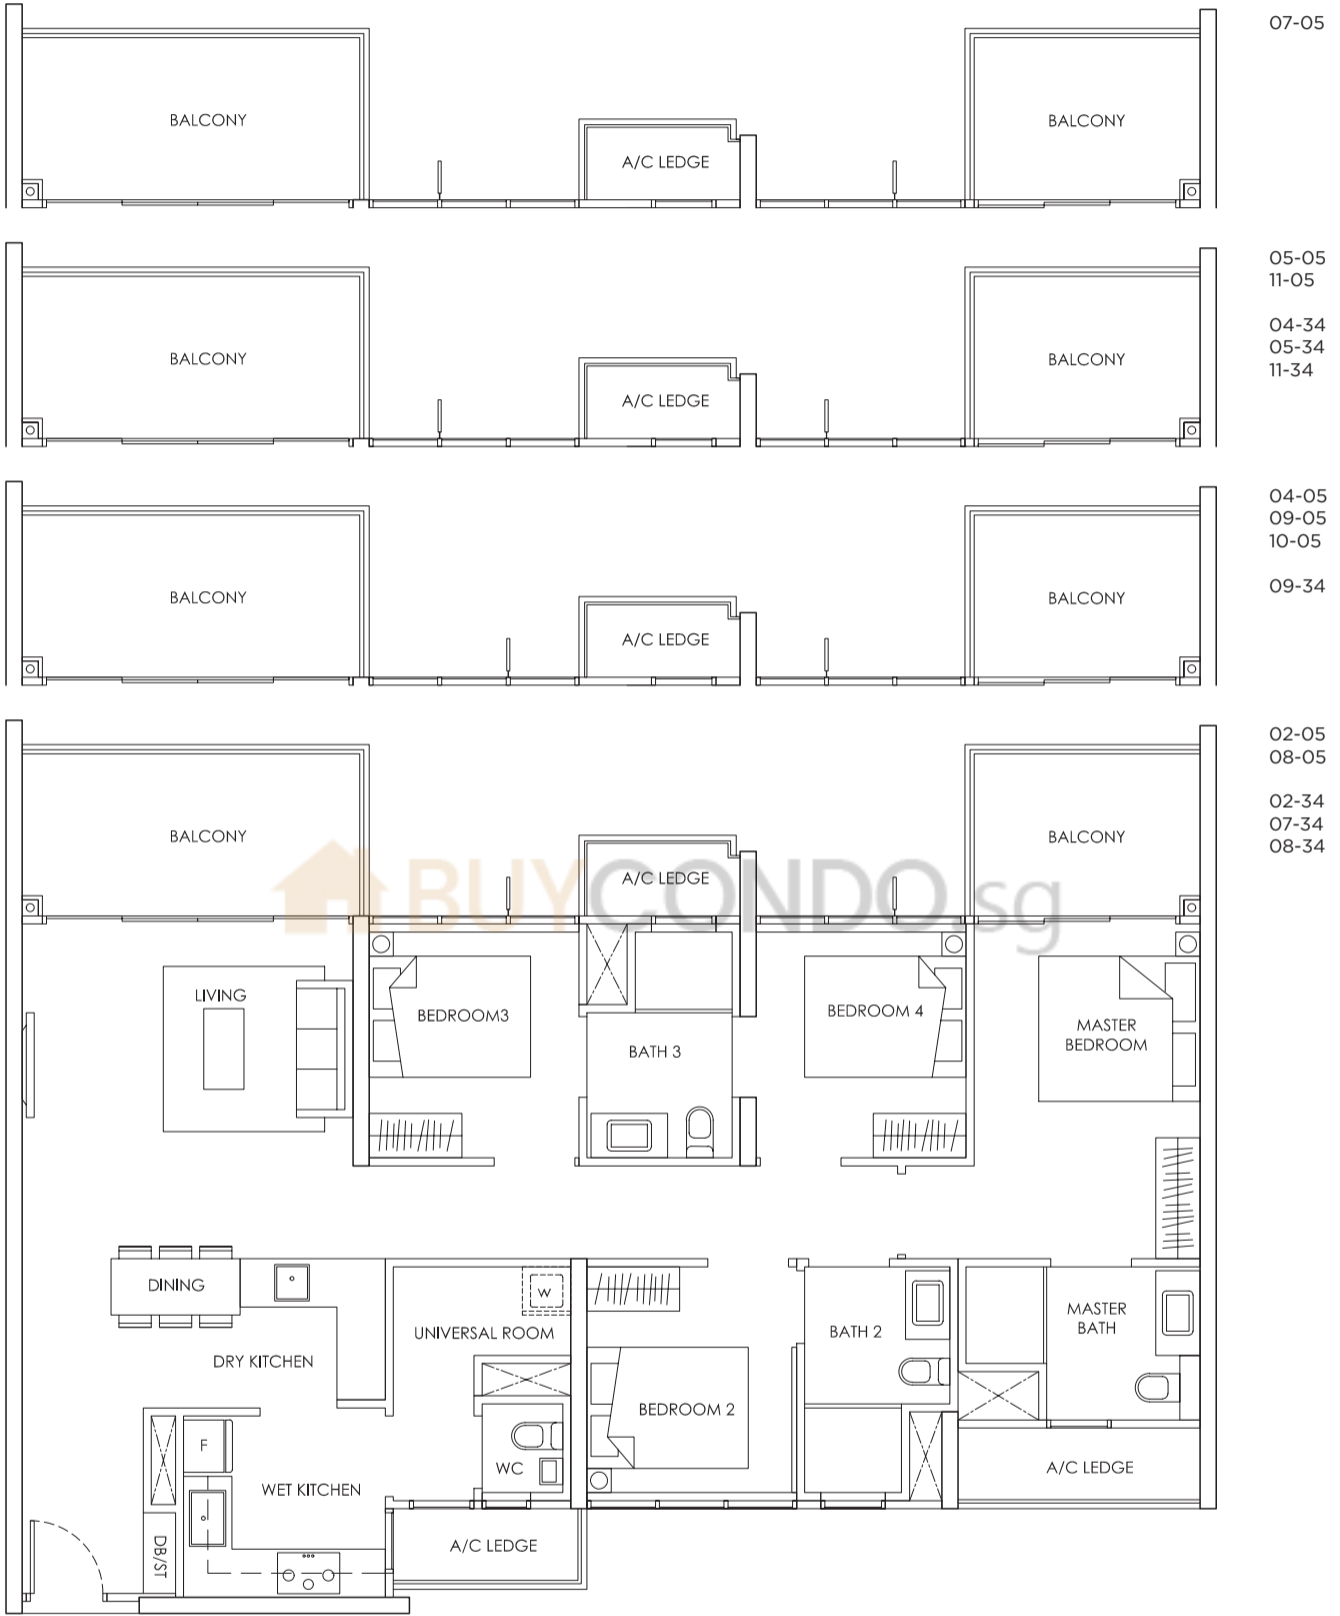 07-05
BALCONY
BALCONY
A/C LEDGE
05-05
11-05
04-34
05-34
11-34
BALCONY
BALCONY
A/C LEDGE
04-05
09-05
10-05
09-34
BALCONY
BALCONY
A/C LEDGE
02-05
08-05
02-34
07-34
08-34
BALCONY
BALCONY
A/C LEDGE
BUYCONDO.sg
LIVING
BEDROOM3
BEDROOM 4
MASTER
BEDROOM
BATH 3
DINING
W
UNIVERSAL ROOM
BATH 2
MASTER
BATH
DRY KITCHEN
BEDROOM 2
F
WC
A/C LEDGE
WET KITCHEN
A/C LEDGE
DB/ST